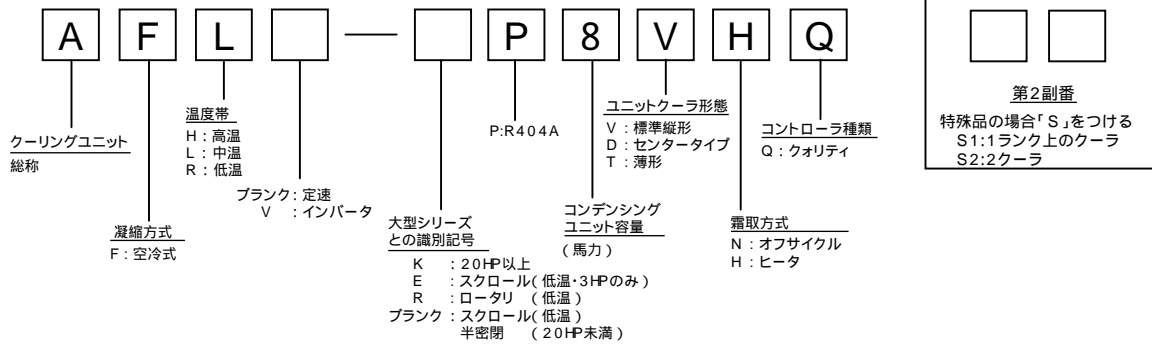 A F L — P 8 V H Q
クーリングユニット
総称
凝縮方式
F：空冷式
温度帯
H：高温
L：中温
R：低温
ブランク：定速
V ：インバータ
大型シリーズ
との識別記号
K ：20HP以上
E ：スクロール（低温・3HPのみ）
R ：ロータリ （低温）
ブランク：スクロール（低温）
半密閉 （20HP未満）
P:R404A
コンデンシング
ユニット容量
（馬力）
ユニットクーラ形態
V：標準縦形
D：センタータイプ
T：薄形
霜取方式
N：オフサイクル
H：ヒータ
コントローラ種類
Q：クォリティ
第2副番
特殊品の場合「S」をつける
S1:1ランク上のクーラ
S2:2クーラ